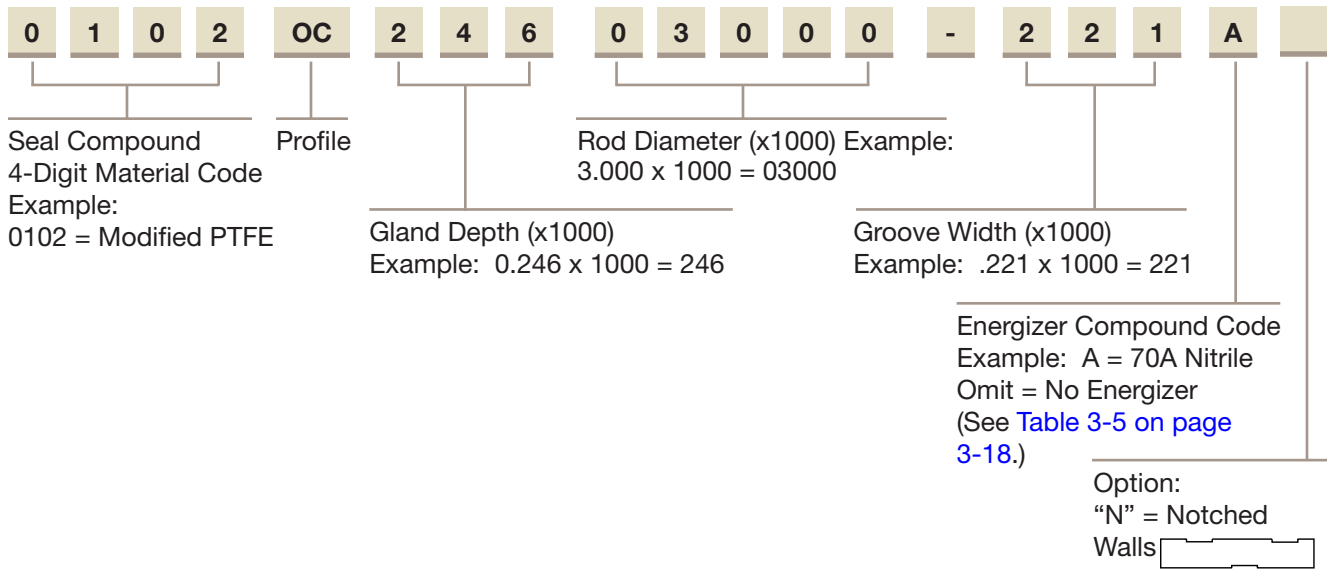 0 1 0 2 OC 2 4 6 0 3 0 0 0 - 2 2 1 A
Seal Compound
4-Digit Material Code
Example:
0102 = Modified PTFE
Profile
Gland Depth (x1000)
Example: 0.246 x 1000 = 246
Rod Diameter (x1000) Example:
3.000 x 1000 = 03000
Groove Width (x1000)
Example: .221 x 1000 = 221
Energizer Compound Code
Example: A = 70A Nitrile
Omit = No Energizer
(See Table 3-5 on page
3-18.)
Option:
“N” = Notched
Walls